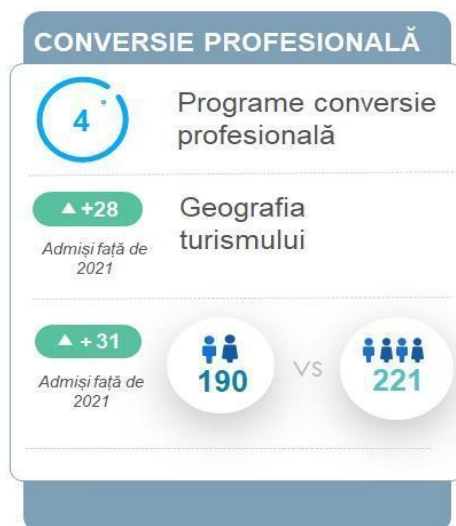 CONVERSIE PROFESIONALĂ
4
Programe conversie
profesională
+28
Admiși față de
2021
Geografia
turismului
+ 31
Admiși față de
2021
190
VS
221